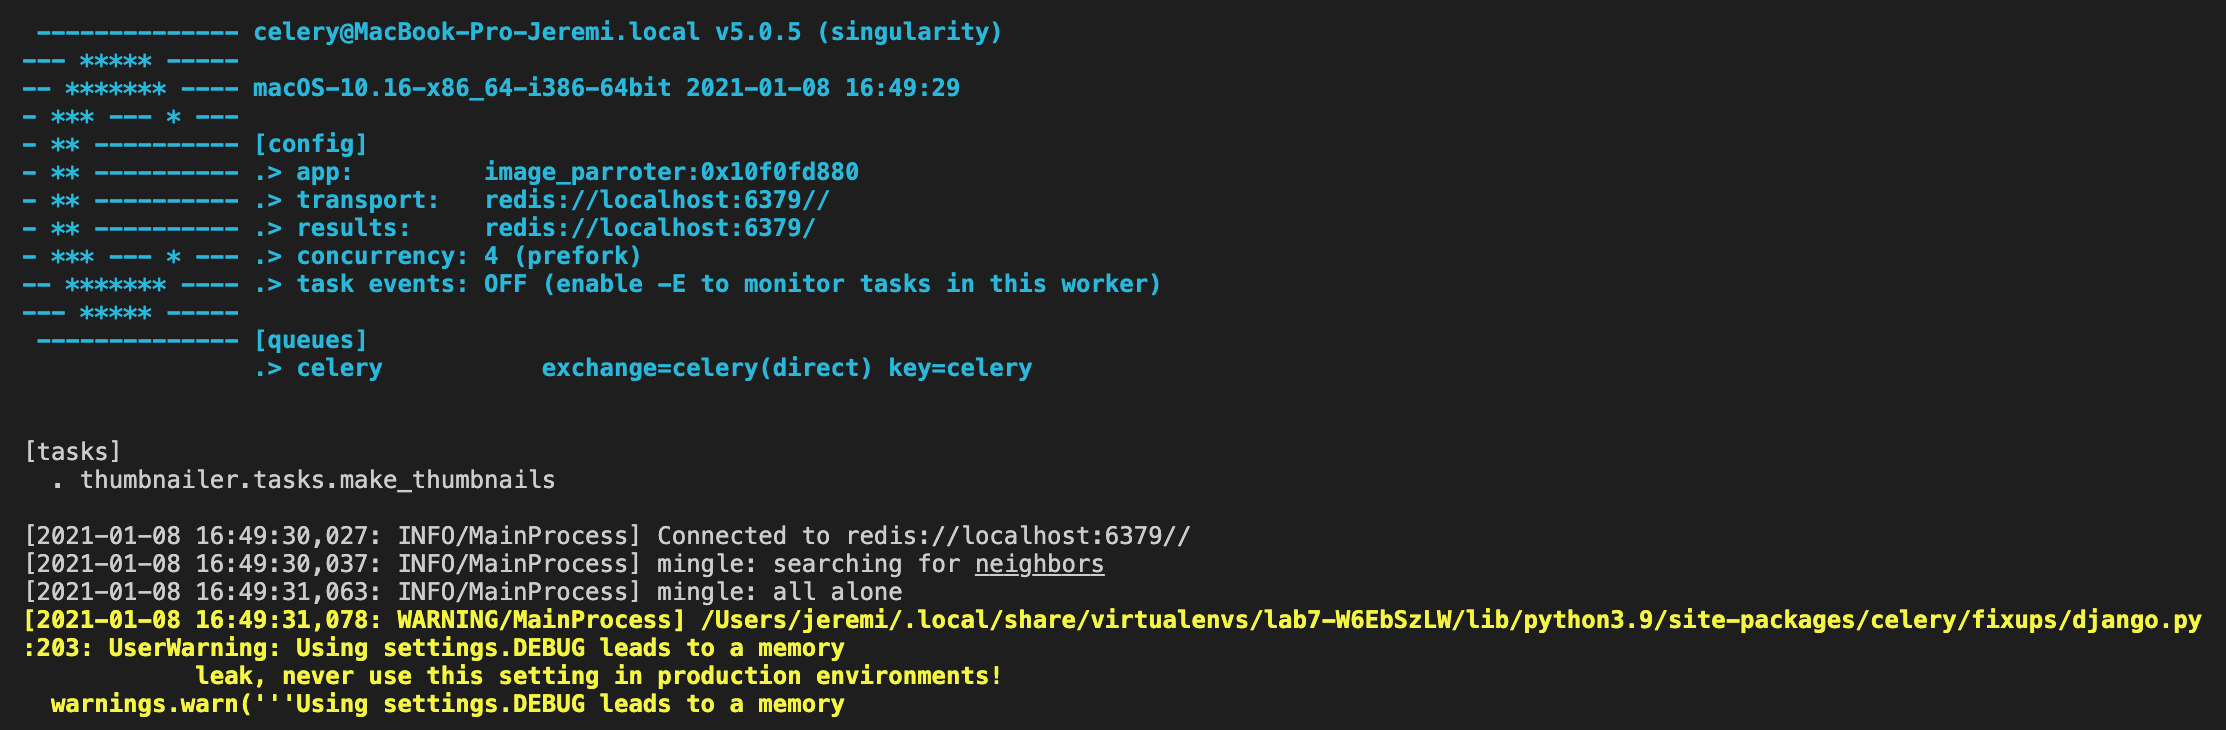 -------------- celery@MacBook-Pro-Jeremi.local v5.0.5 (singularity)
--- ***** -----
-- ******* ---- macOS-10.16-x86_64-i386-64bit 2021-01-08 16:49:29
- *** --- * ---
- ** ---------- [config]
- ** ---------- .> app:         image_parroter:0x10f0fd880
- ** ---------- .> transport:   redis://localhost:6379//
- ** ---------- .> results:     redis://localhost:6379/
- *** --- * --- .> concurrency: 4 (prefork)
-- ******* ---- .> task events: OFF (enable -E to monitor tasks in this worker)
--- ***** -----
 -------------- [queues]
                .> celery           exchange=celery(direct) key=celery
[tasks]
  . thumbnailer.tasks.make_thumbnails
[2021-01-08 16:49:30,027: INFO/MainProcess] Connected to redis://localhost:6379//
[2021-01-08 16:49:30,037: INFO/MainProcess] mingle: searching for neighbors
[2021-01-08 16:49:31,063: INFO/MainProcess] mingle: all alone
[2021-01-08 16:49:31,078: WARNING/MainProcess] /Users/jeremi/.local/share/virtualenvs/lab7-W6EbSzLW/lib/python3.9/site-packages/celery/fixups/django.py
:203: UserWarning: Using settings.DEBUG leads to a memory
            leak, never use this setting in production environments!
  warnings.warn('''Using settings.DEBUG leads to a memory